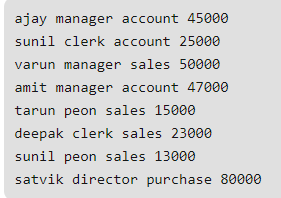 ajay manager account 45000
sunil clerk account 25000
varun manager sales 50000
amit manager account 47000
tarun peon sales 15000
deepak clerk sales 23000
sunil peon sales 13000
satvik director purchase 80000